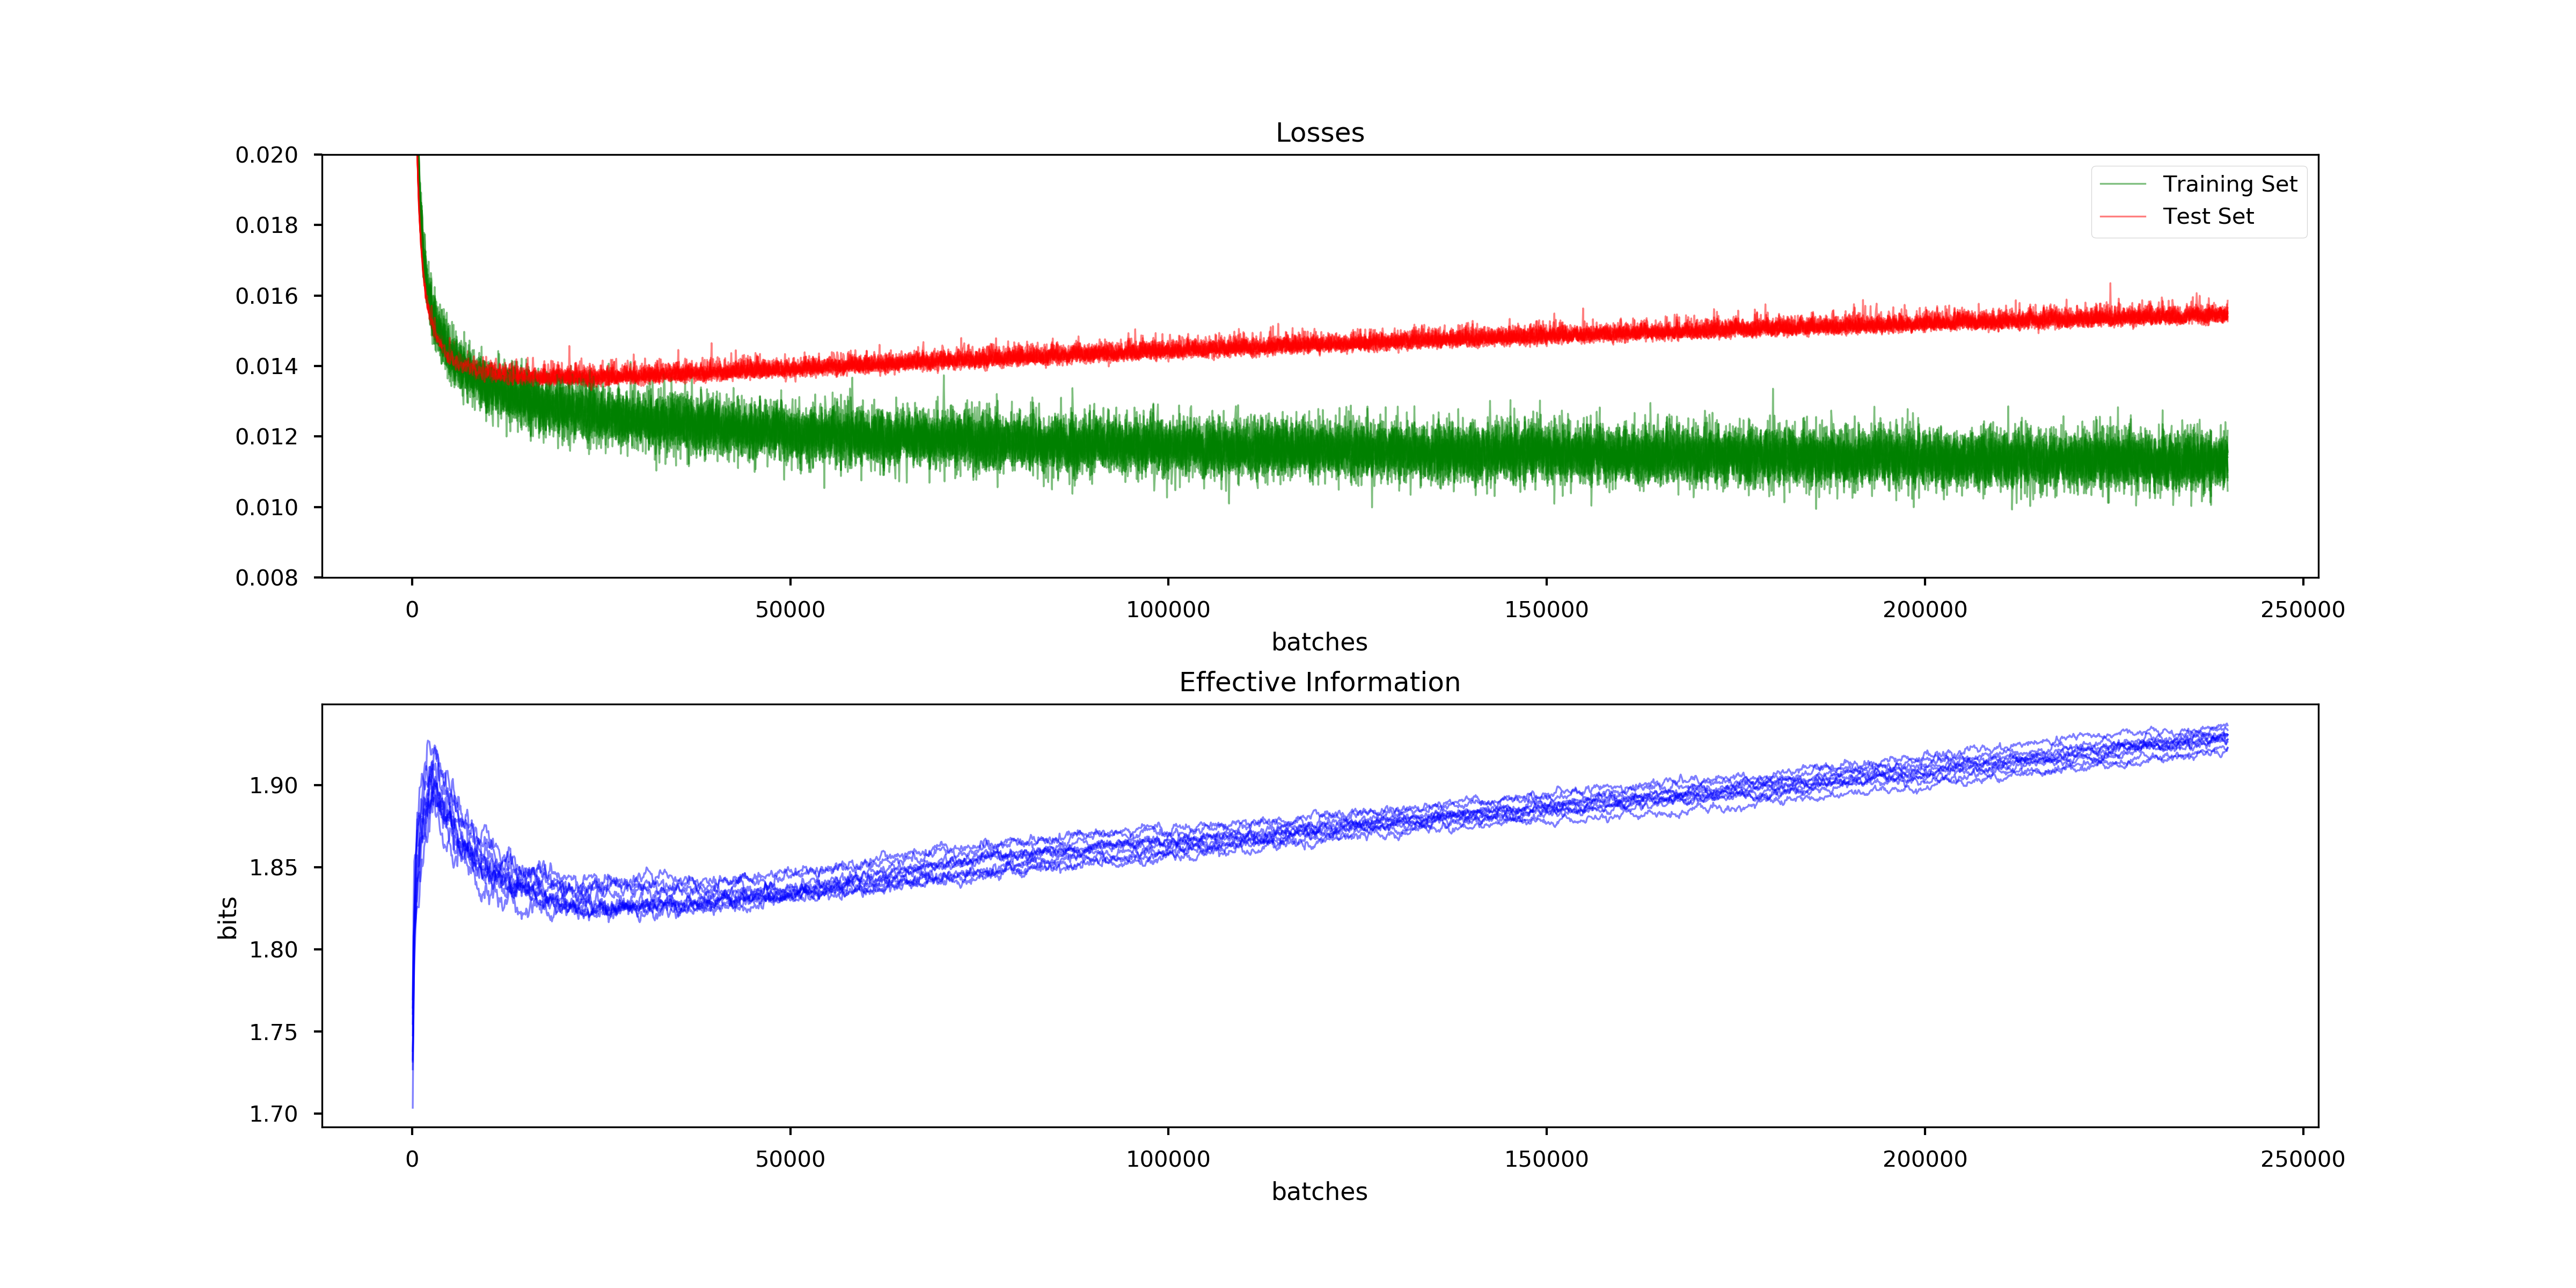 Losses
0.020
0.018
0.016
0.014
0.012
0.010
0.008
Training Set
Test Set
0 50000 100000 150000 200000 250000
batches
Effective Information
bits
1.90
1.85
1.80
1.75
1.70
0 50000 100000 150000 200000 250000
batches